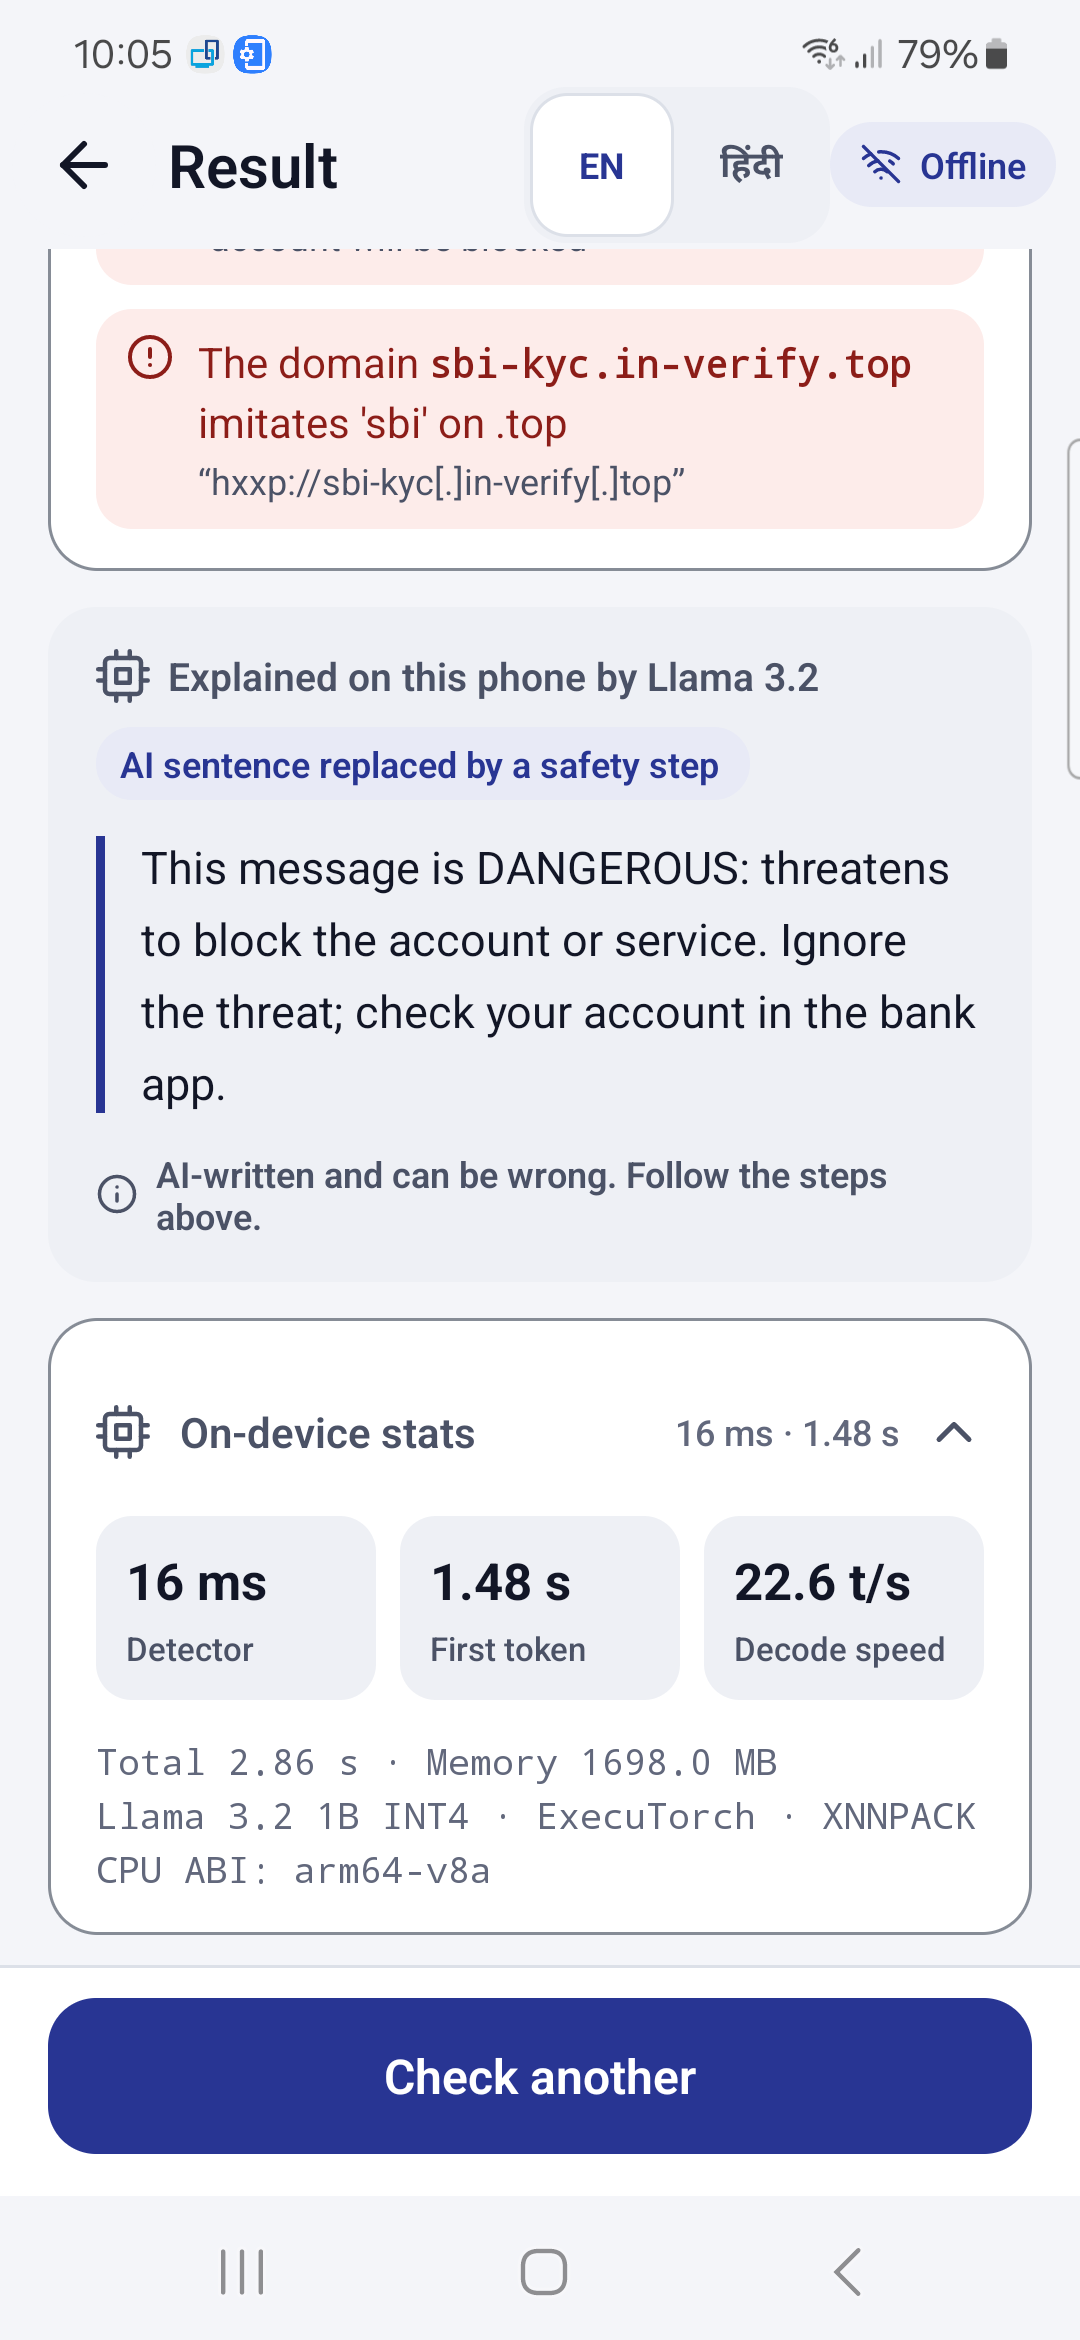 10:05
6
79%
Result
EN
हिंदी
Offline
account will be blocked
The domain sbi-kyc.in-verify.top
imitates 'sbi' on .top
“hxxp://sbi-kyc[.]in-verify[.]top”
Explained on this phone by Llama 3.2
AI sentence replaced by a safety step
This message is DANGEROUS: threatens
to block the account or service. Ignore
the threat; check your account in the bank
app.
AI-written and can be wrong. Follow the steps
above.
On-device stats
16 ms · 1.48 s
16 ms
1.48 s
22.6 t/s
Detector
First token
Decode speed
Total 2.86 s · Memory 1698.0 MB
Llama 3.2 1B INT4 · ExecuTorch · XNNPACK
CPU ABI: arm64-v8a
Check another